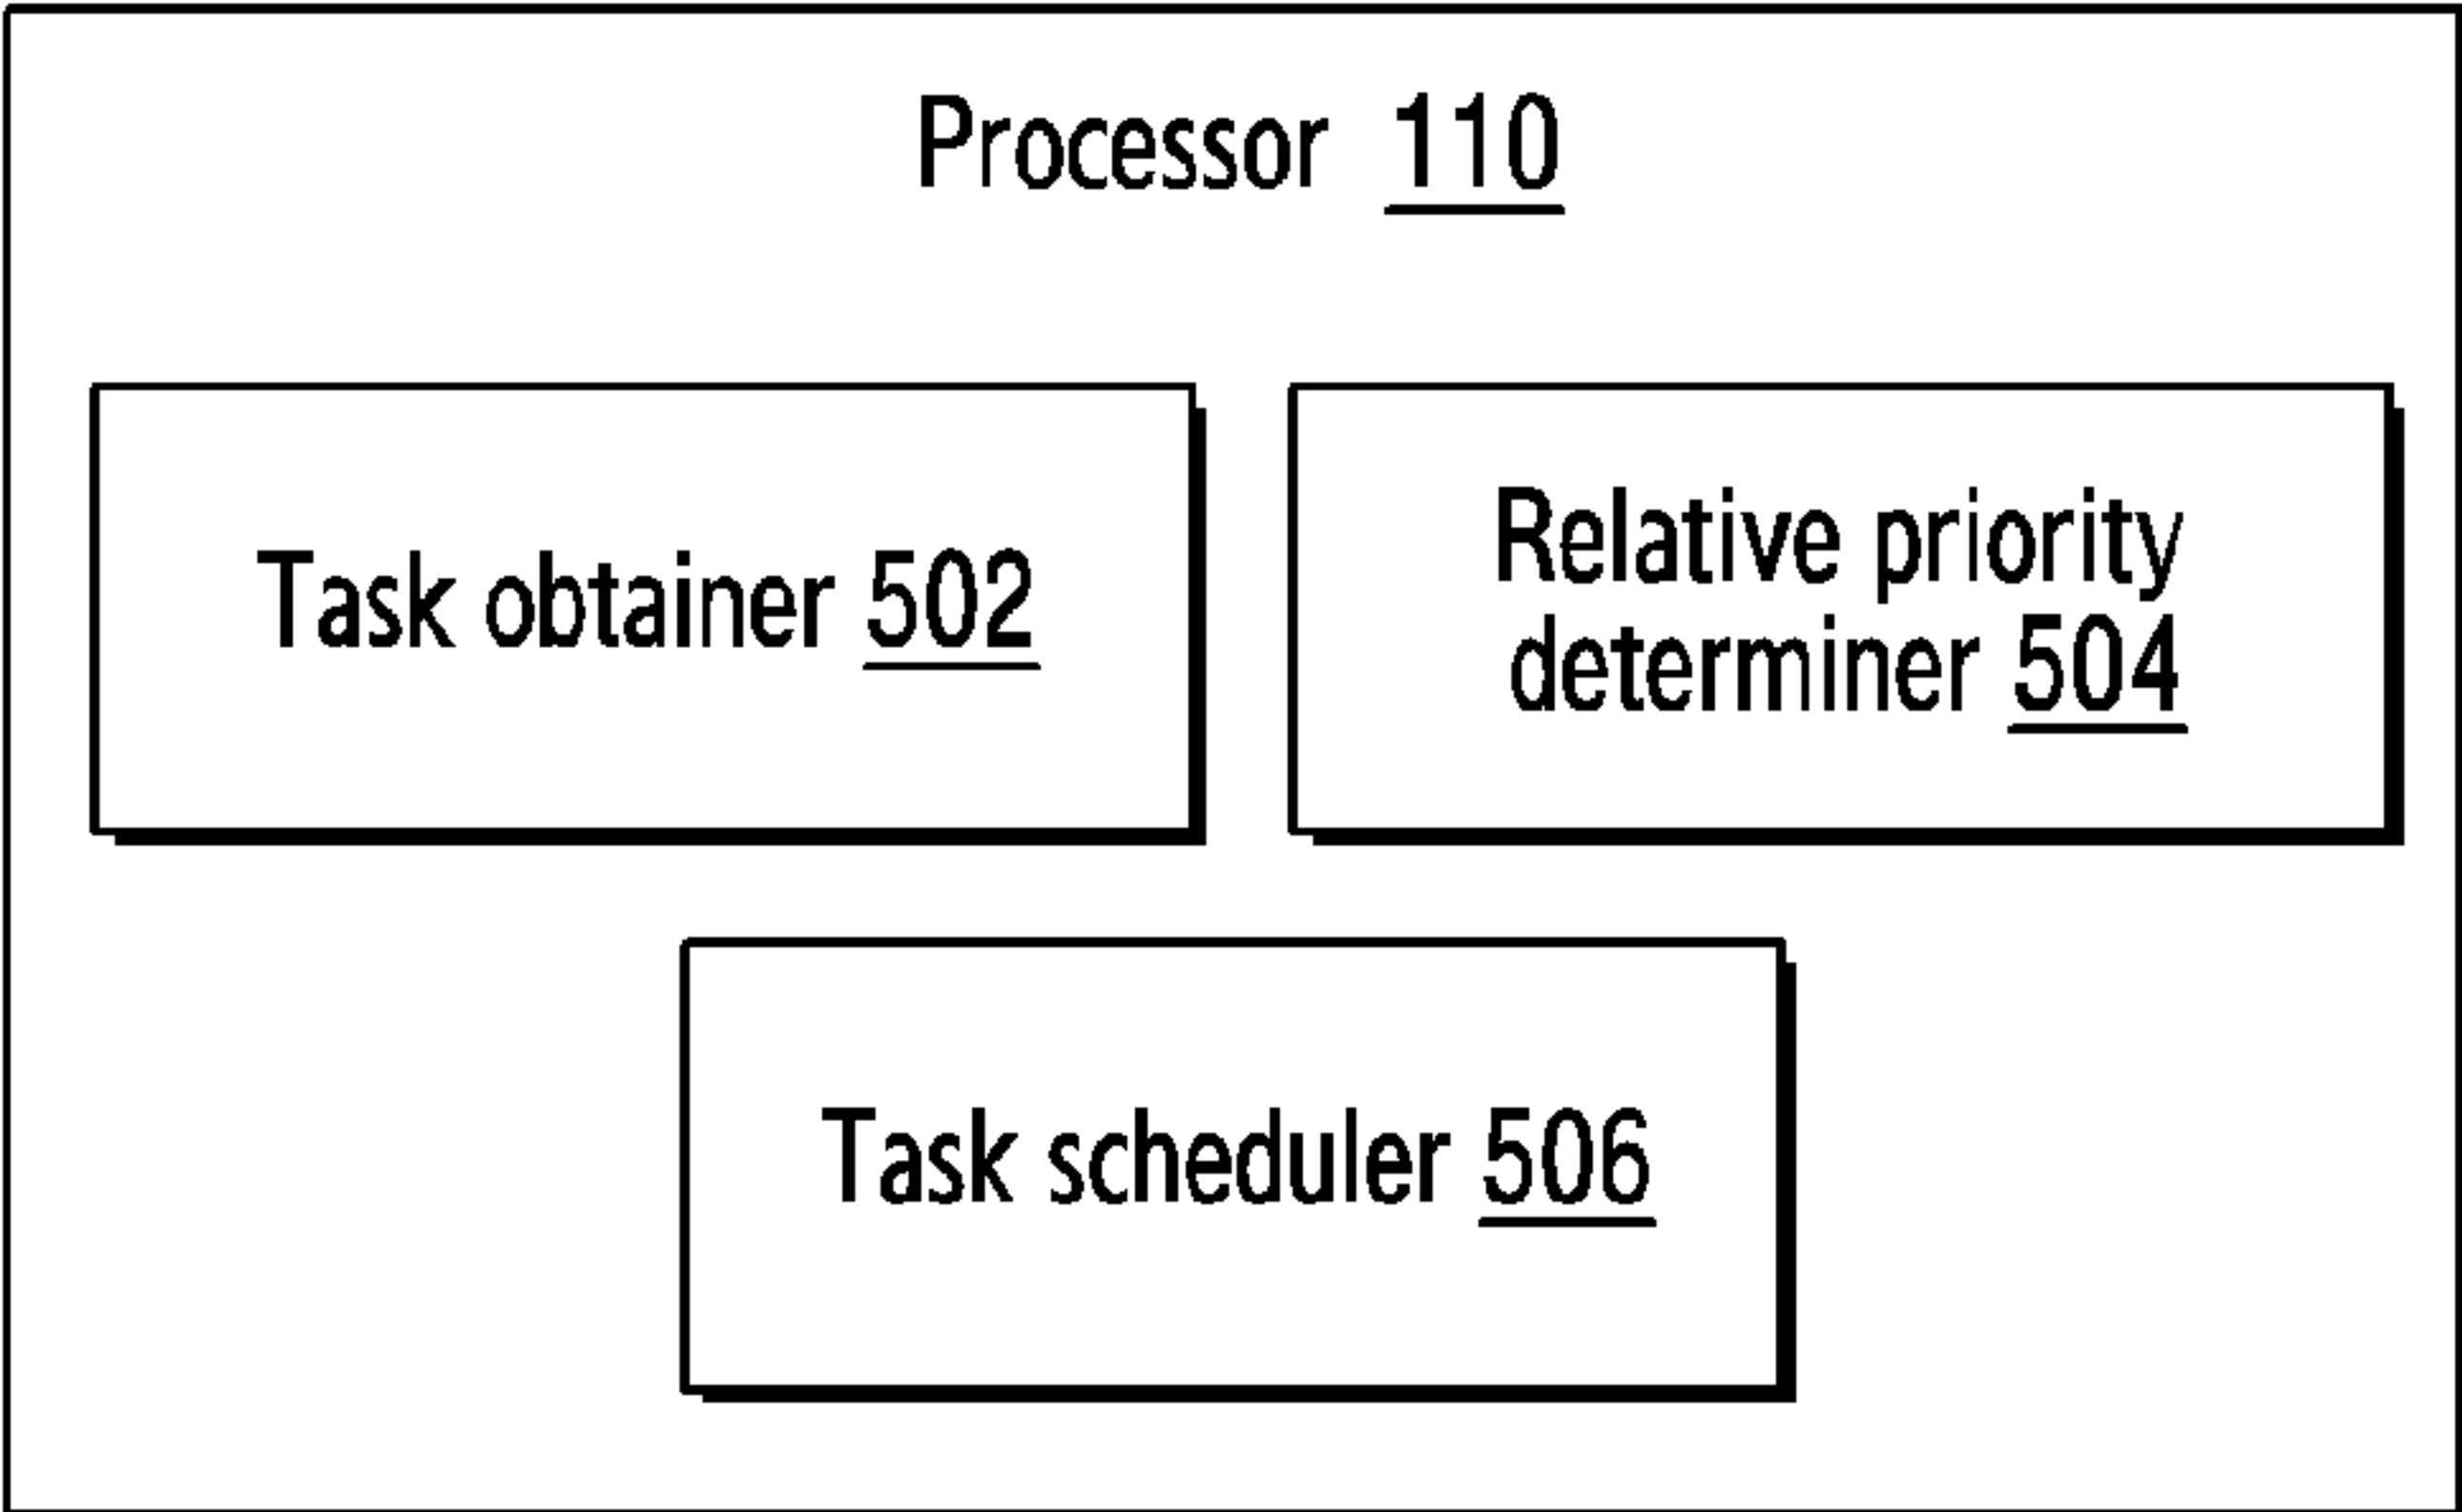 Processor 110
Task obtainer 502
Relative priority
determiner 504
Task scheduler 506